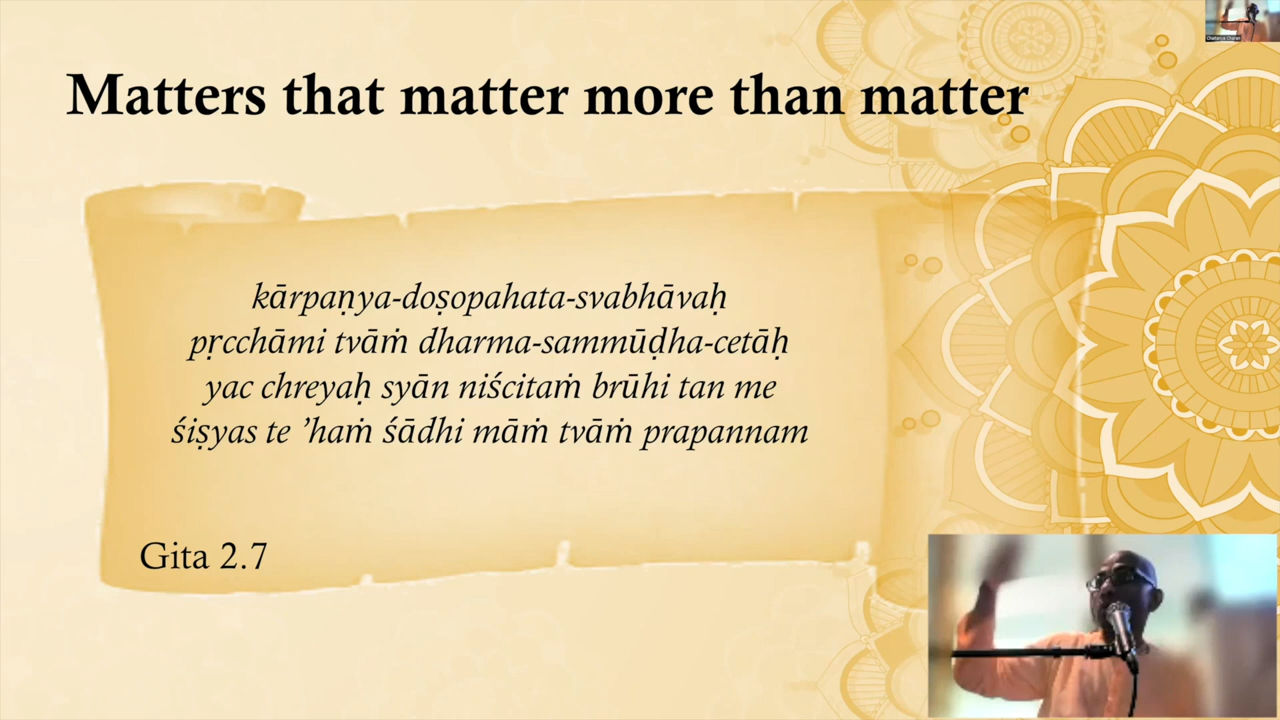 Matters that matter more than matter
kārpaṇya-doṣopahata-svabhāvaḥ
pṛcchāmi tvāṁ dharma-sammūḍha-cetāḥ
yac chreyaḥ syān niścitaṁ brūhi tan me
śiṣyas te ’haṁ śādhi māṁ tvāṁ prapannam
Gita 2.7